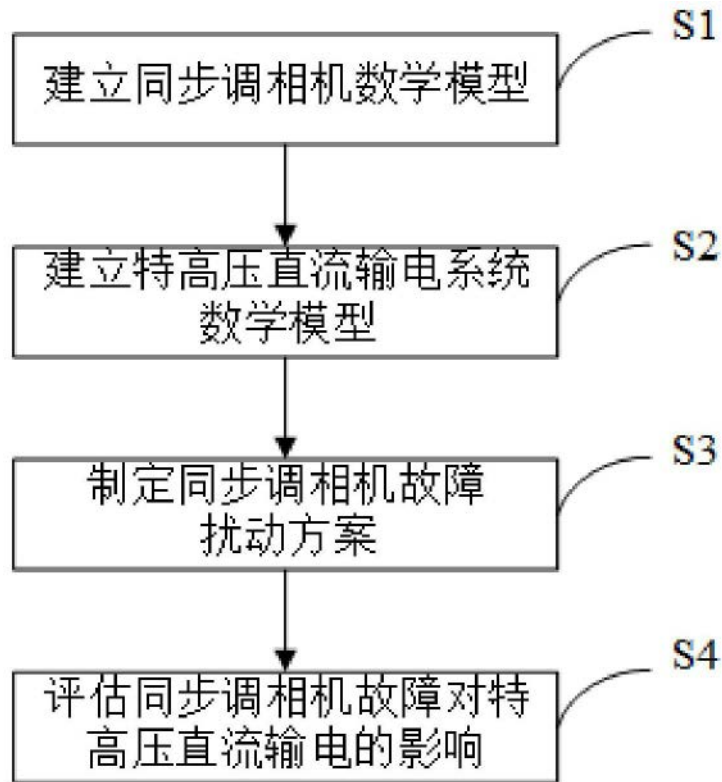 S1
建立同步调相机数学模型
S2
建立特高压直流输电系统
数学模型
S3
制定同步调相机故障
扰动方案
S4
评估同步调相机故障对特
高压直流输电的影响